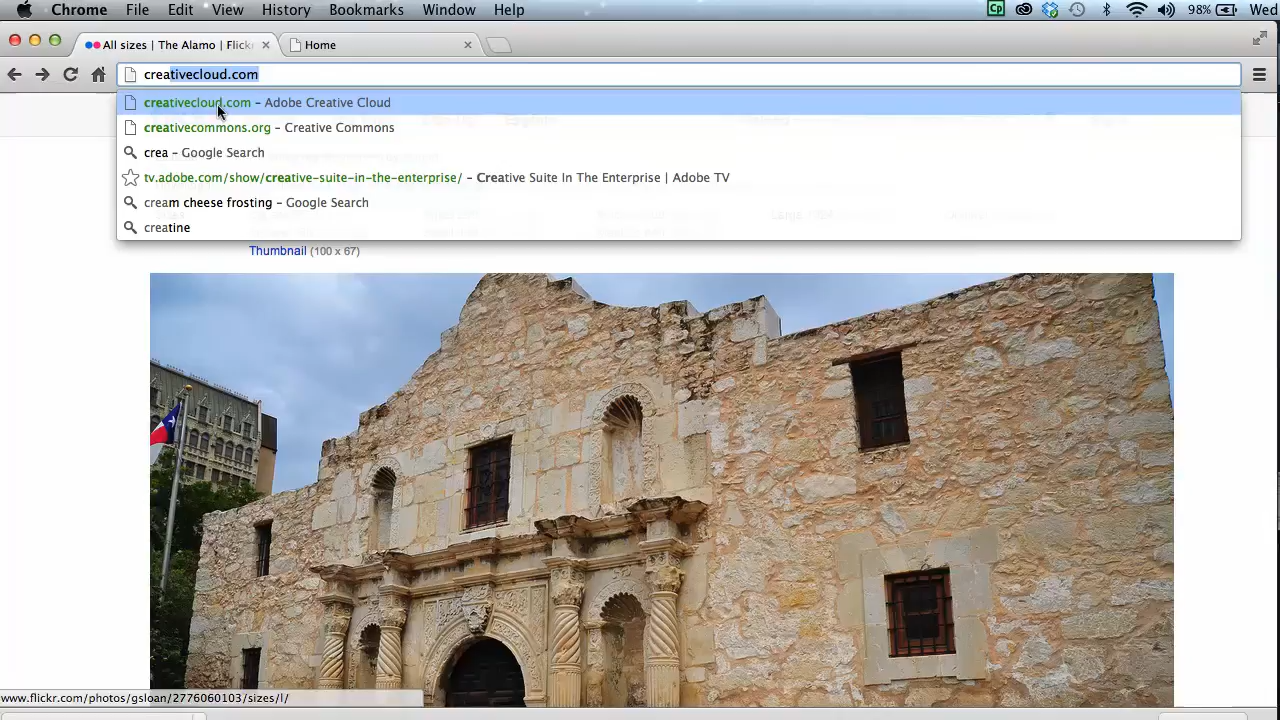 Chrome File Edit View History Bookmarks Window Help 98% Wed
All sizes | The Alamo | Flick Home
creativecloud.com
creativecloud.com – Adobe Creative Cloud
creativecommons.org – Creative Commons
crea – Google Search
tv.adobe.com/show/creative-suite-in-the-enterprise/ – Creative Suite In The Enterprise | Adobe TV
cream cheese frosting – Google Search
creatine
Thumbnail (100 x 67)
www.flickr.com/photos/gsloan/2776060103/sizes/l/